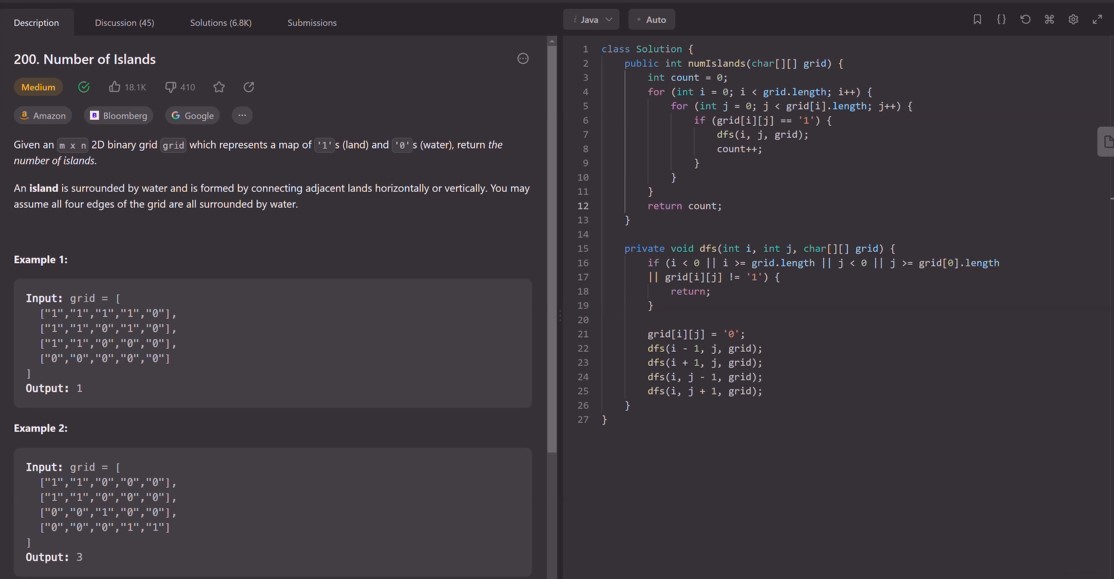 Description
Discussion (45)
Solutions (6.8K)
Submissions
200. Number of Islands
Medium
18.1K
410
Amazon
Bloomberg
Google
Given an m x n 2D binary grid grid which represents a map of '1's (land) and '0's (water), return the
number of islands.
An island is surrounded by water and is formed by connecting adjacent lands horizontally or vertically. You may
assume all four edges of the grid are all surrounded by water.
Example 1:
Input: grid = [
["1","1","1","1","0"],
["1","1","0","1","0"],
["1","1","0","0","0"],
["0","0","0","0","0"]
]
Output: 1
Example 2:
Input: grid = [
["1","1","0","0","0"],
["1","1","0","0","0"],
["0","0","1","0","0"],
["0","0","0","1","1"]
]
Output: 3
i Java
Auto
1 class Solution {
2 public int numIslands(char[][] grid) {
3 int count = 0;
4 for (int i = 0; i < grid.length; i++) {
5 for (int j = 0; j < grid[i].length; j++) {
6 if (grid[i][j] == '1') {
7 dfs(i, j, grid);
8 count++;
9 }
10 }
11 }
12 return count;
13 }
14
15 private void dfs(int i, int j, char[][] grid) {
16 if (i < 0 || i >= grid.length || j < 0 || j >= grid[0].length
17 || grid[i][j] != '1') {
18 return;
19 }
20
21 grid[i][j] = '0';
22 dfs(i - 1, j, grid);
23 dfs(i + 1, j, grid);
24 dfs(i, j - 1, grid);
25 dfs(i, j + 1, grid);
26 }
27 }